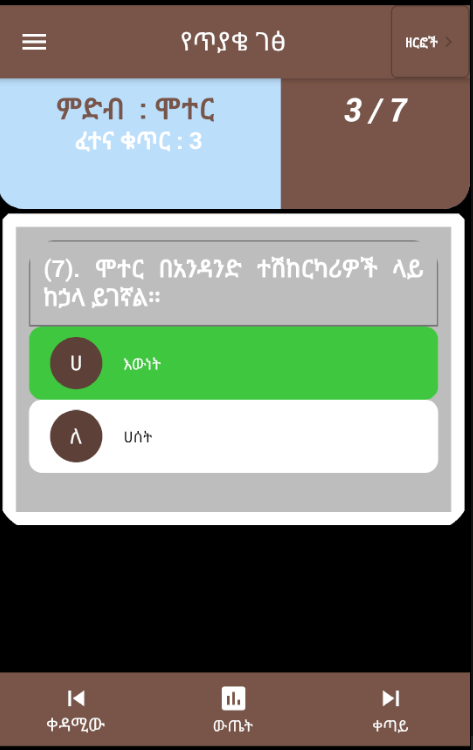 የጥያቄ ገፅ
ዘርፎች
ምድብ : ሞተር
3 / 7
ፈተና ቁጥር : 3
(7). ሞተር በአንዳንድ ተሽከርካሪዎች ላይ
ከኃላ ይገኛል።
ሀ እውነት
ለ ሀሰት
ቀዳሚው
ውጤት
ቀጣይ